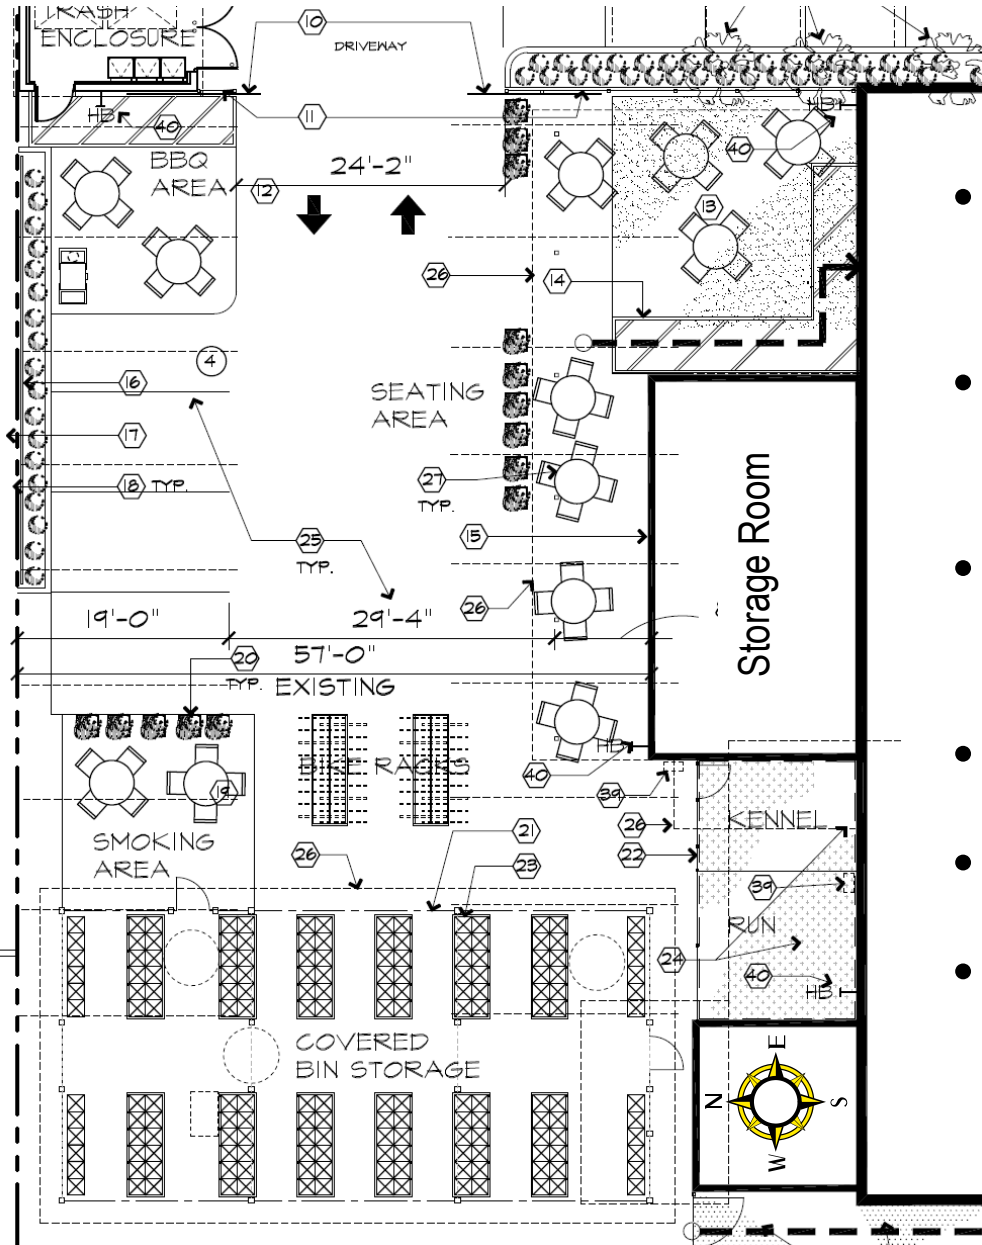 TRASH
ENCLOSURE
10
DRIVEWAY
HB
40
11
HB
40
BBQ
AREA
12
24'-2"
13
26
14
4
16
SEATING
AREA
17
27
TYP.
18 TYP.
15
25
TYP.
26
Storage Room
19'-0"
29'-4"
20
TYP.
57'-0"
EXISTING
HB
40
BIKE RACKS
39
19
26
KENNEL
21
SMOKING
AREA
26
23
22
39
RUN
24
40
HB
COVERED
BIN STORAGE
E
N
S
W